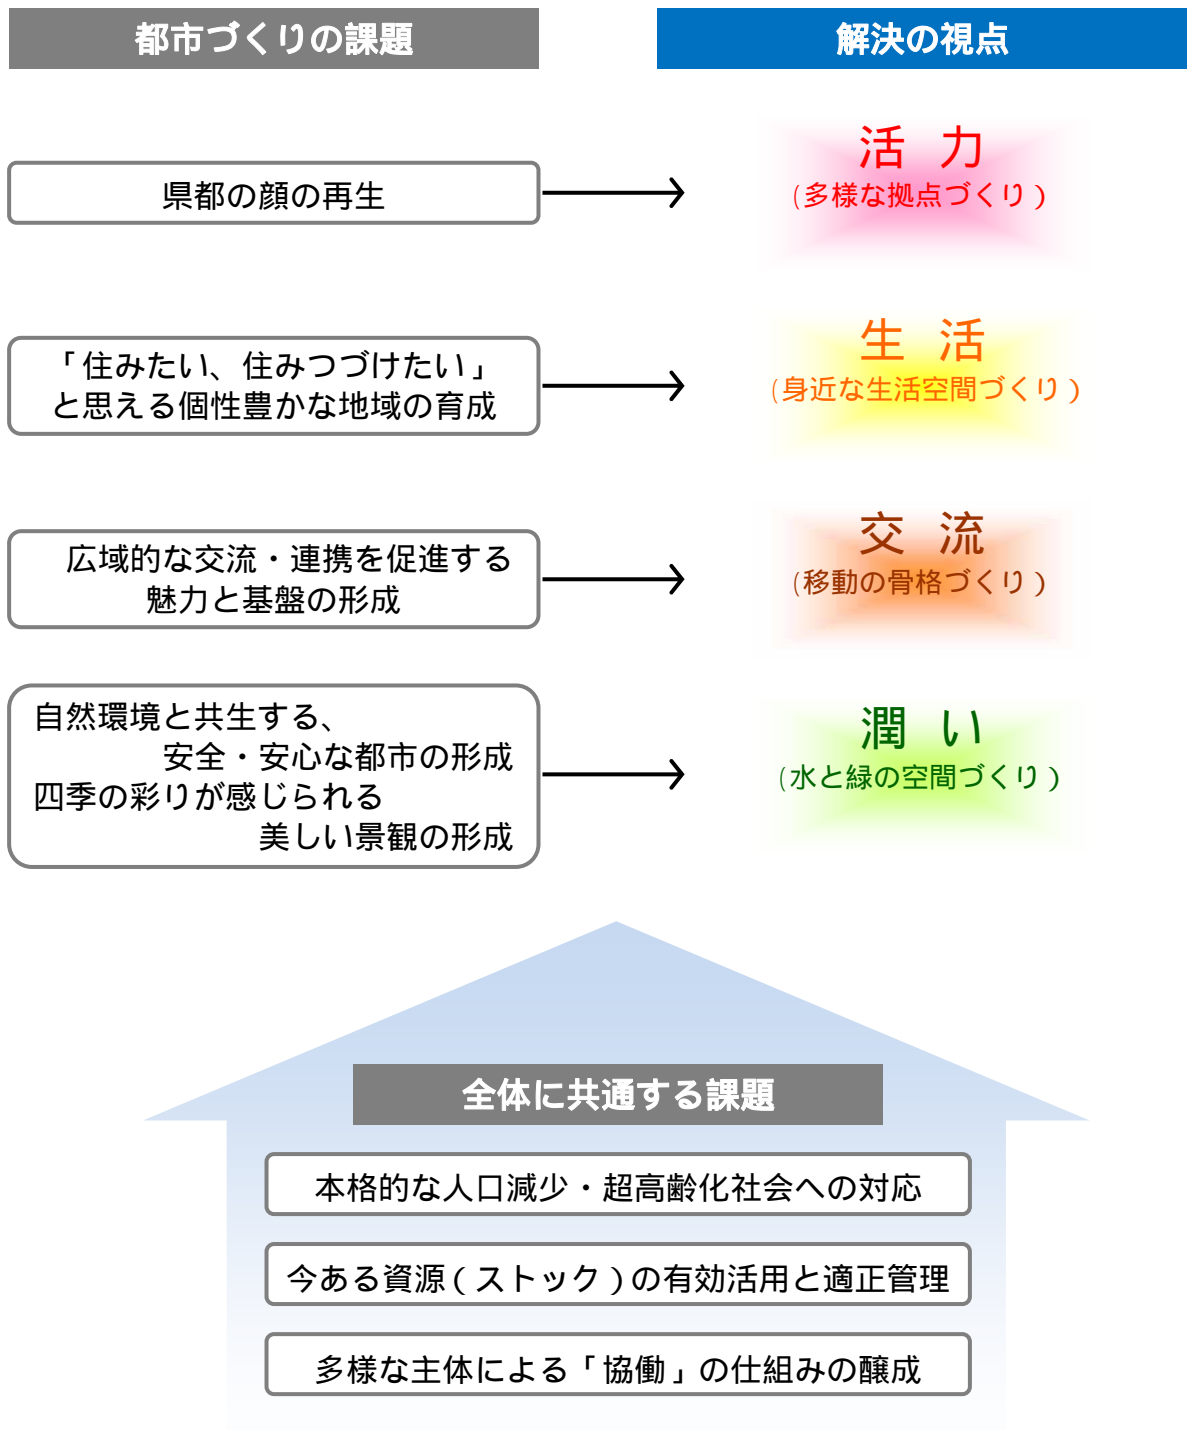 都市づくりの課題
解決の視点
県都の顔の再生
活 力
(多様な拠点づくり)
「住みたい、住みつづけたい」
と思える個性豊かな地域の育成
生 活
(身近な生活空間づくり)
広域的な交流・連携を促進する
魅力と基盤の形成
交 流
(移動の骨格づくり)
自然環境と共生する、
安全・安心な都市の形成
四季の彩りが感じられる
美しい景観の形成
潤 い
(水と緑の空間づくり)
全体に共通する課題
本格的な人口減少・超高齢化社会への対応
今ある資源(ストック)の有効活用と適正管理
多様な主体による「協働」の仕組みの醸成